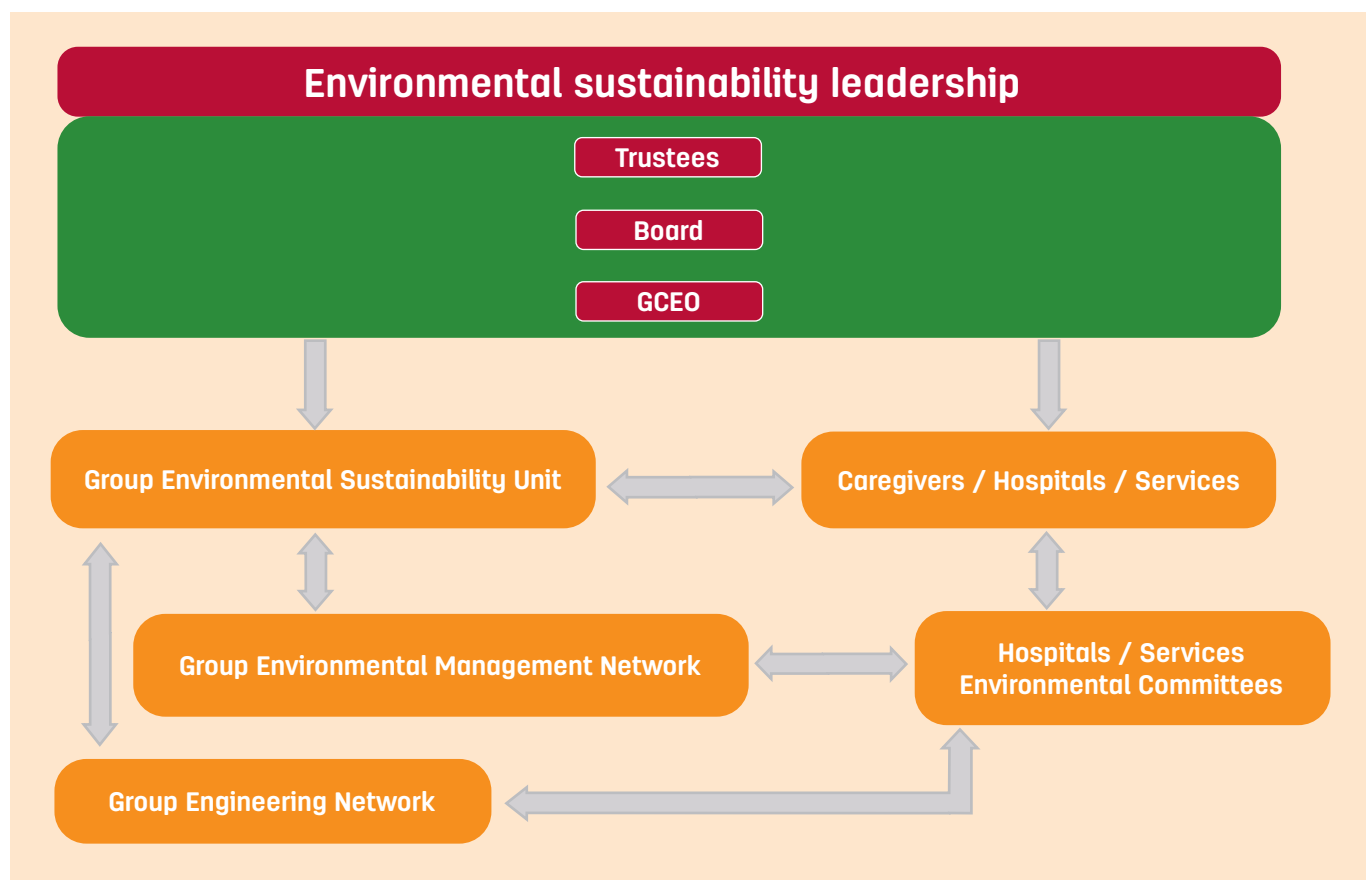 Environmental sustainability leadership
Trustees
Board
GCEO
Group Environmental Sustainability Unit
Caregivers / Hospitals / Services
Group Environmental Management Network
Hospitals / Services
Environmental Committees
Group Engineering Network